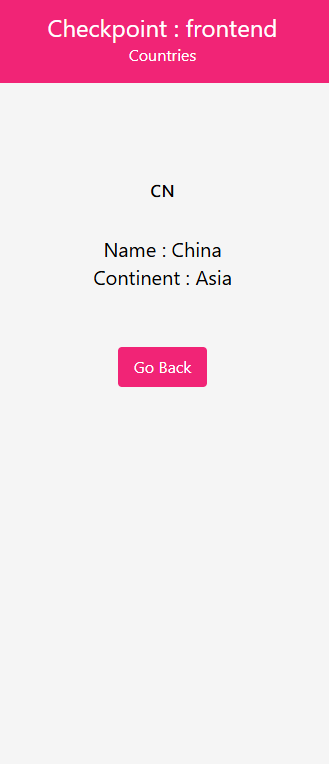 Checkpoint : frontend
Countries
CN
Name : China
Continent : Asia
Go Back